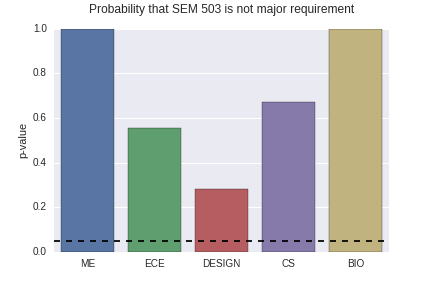 Probability that SEM 503 is not major requirement
1.0
0.8
0.6
0.4
0.2
0.0
p-value
ME ECE DESIGN CS BIO